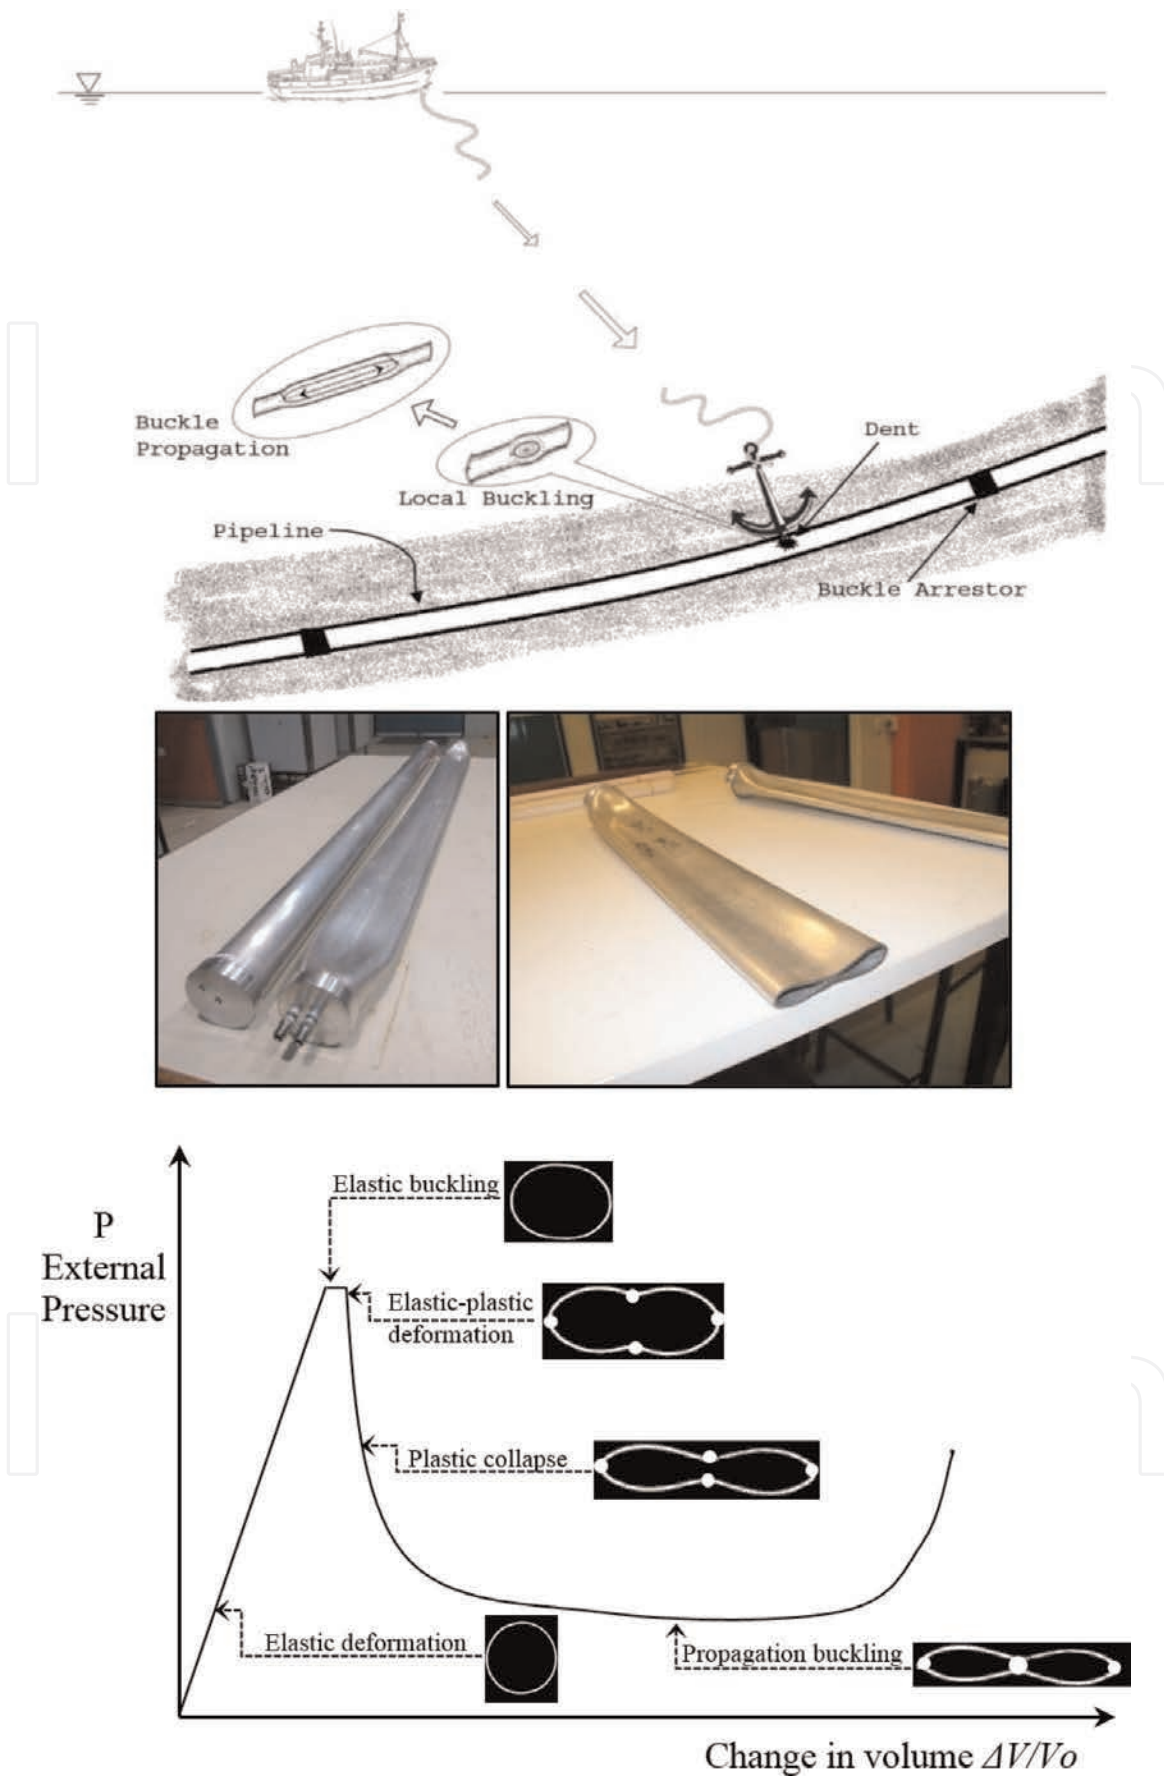 Dent
Buckle
Propagation
Local Buckling
Pipeline
Buckle Arrestor
Elastic buckling
P
External
Pressure
Elastic-plastic
deformation
Plastic collapse
Elastic deformation
Propagation buckling
Change in volume ΔV/Vo